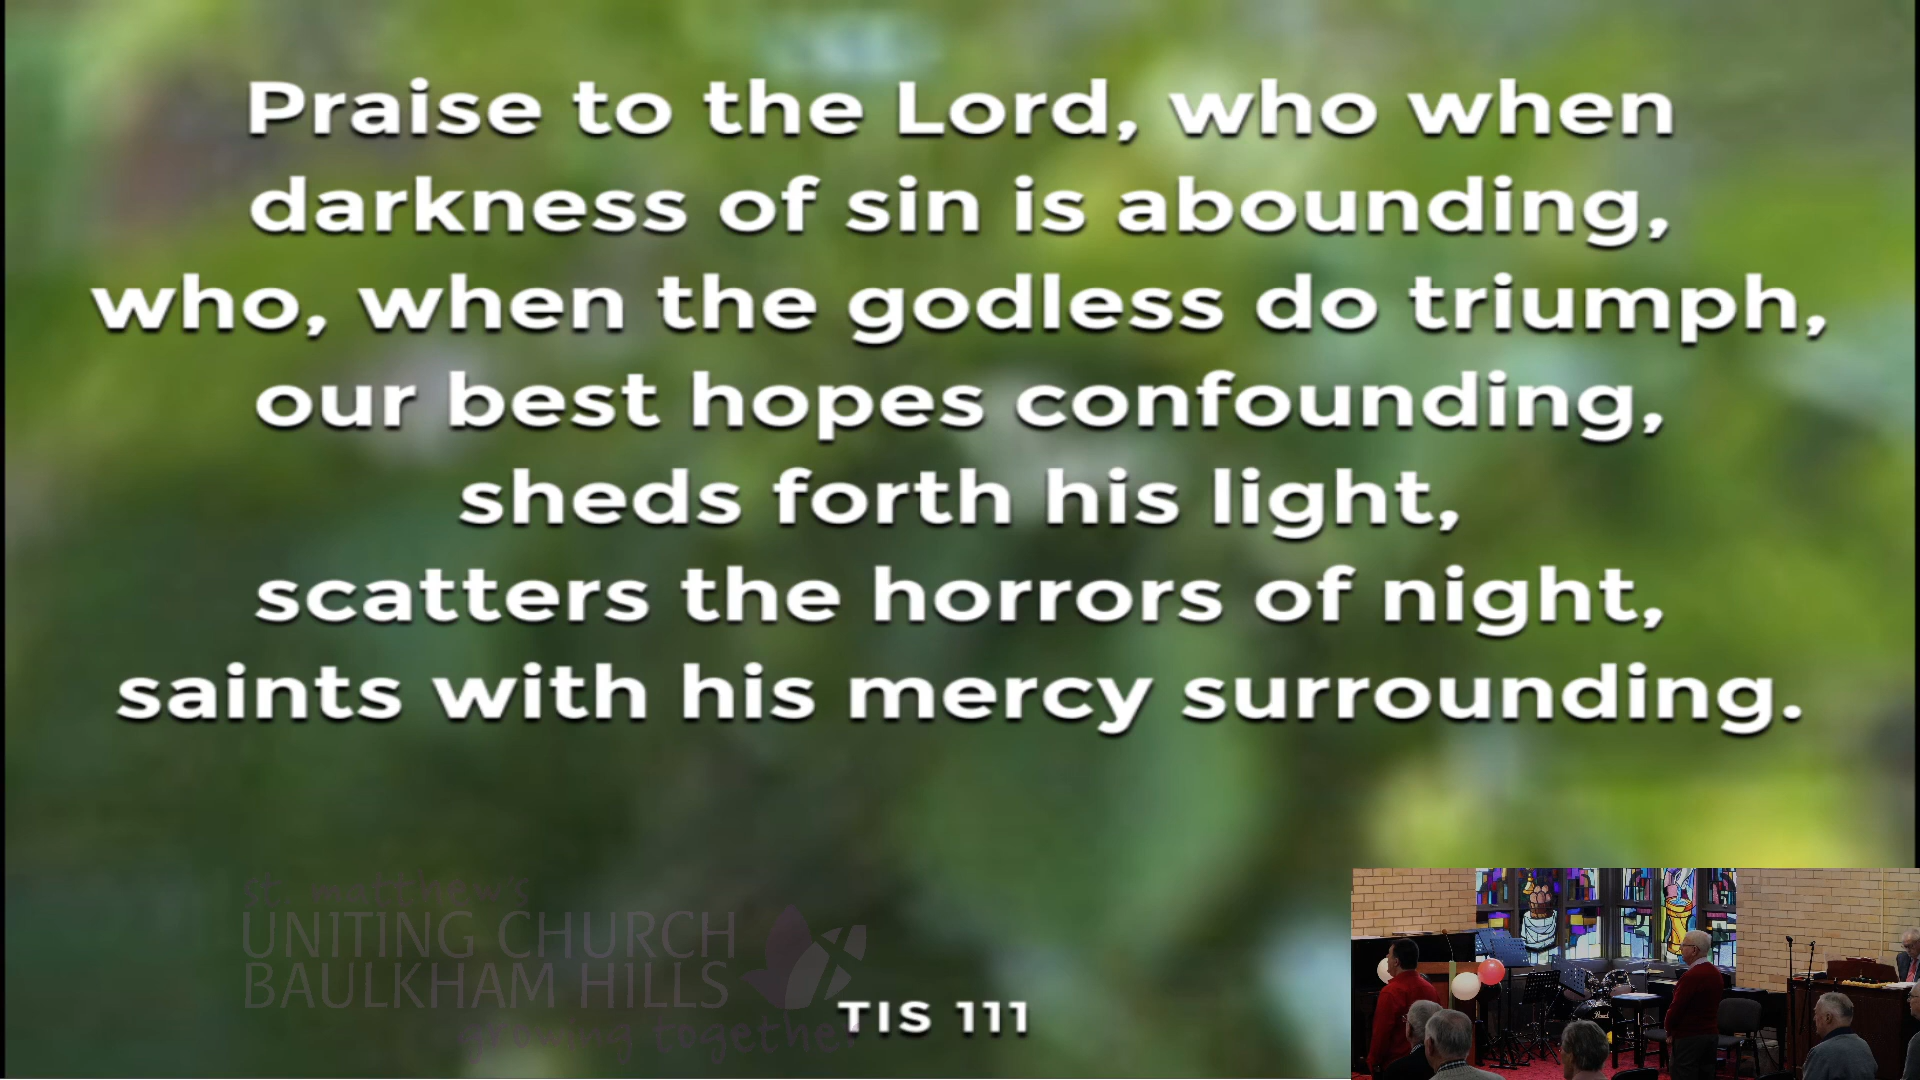 Praise to the Lord, who when
darkness of sin is abounding,
who, when the godless do triumph,
our best hopes confounding,
sheds forth his light,
scatters the horrors of night,
saints with his mercy surrounding.
st. matthew's
UNITING CHURCH
BAULKHAM HILLS
growing together
TIS 111